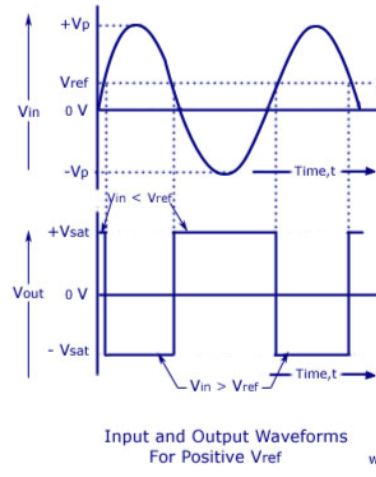 +Vp
Vref
Vin
0 V
-Vp
Time,t
Vin < Vref
+Vsat
Vout
0 V
- Vsat
Time,t
Vin > Vref
Input and Output Waveforms
For Positive Vref
w